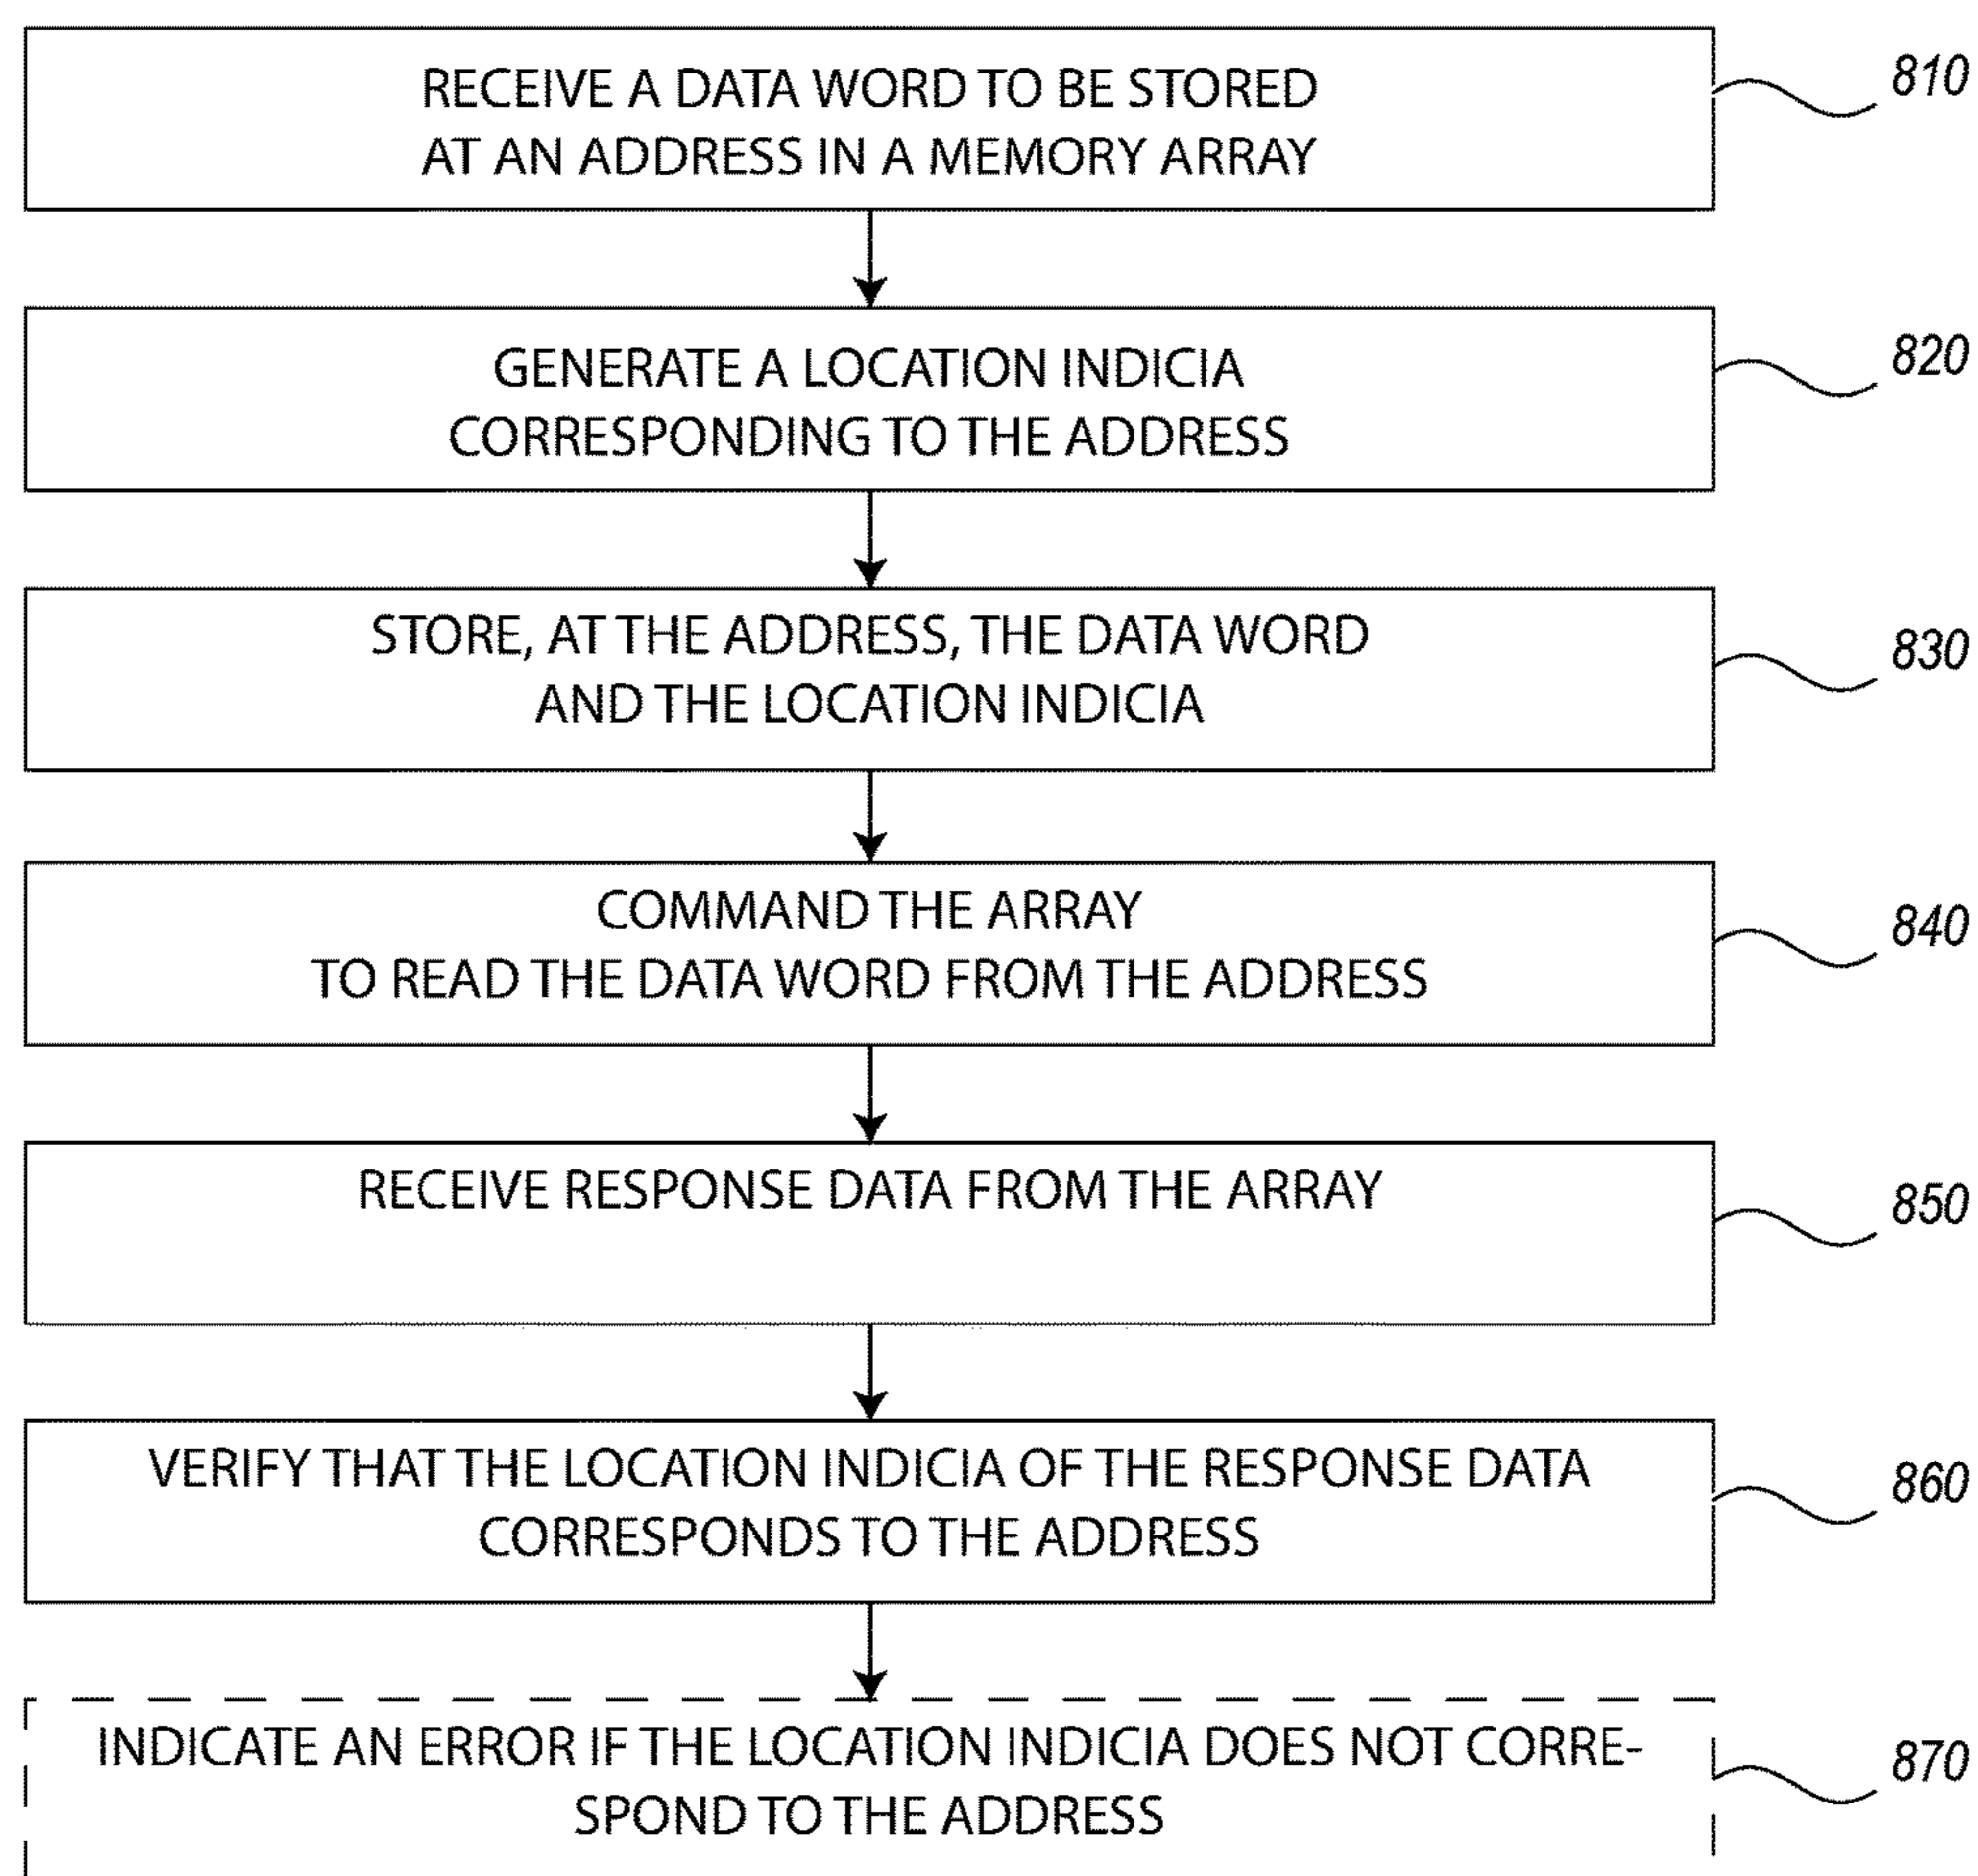 RECEIVE A DATA WORD TO BE STORED
AT AN ADDRESS IN A MEMORY ARRAY
810
GENERATE A LOCATION INDICIA
CORRESPONDING TO THE ADDRESS
820
STORE, AT THE ADDRESS, THE DATA WORD
AND THE LOCATION INDICIA
830
COMMAND THE ARRAY
TO READ THE DATA WORD FROM THE ADDRESS
840
RECEIVE RESPONSE DATA FROM THE ARRAY
850
VERIFY THAT THE LOCATION INDICIA OF THE RESPONSE DATA
CORRESPONDS TO THE ADDRESS
860
INDICATE AN ERROR IF THE LOCATION INDICIA DOES NOT CORRE-
SPOND TO THE ADDRESS
870